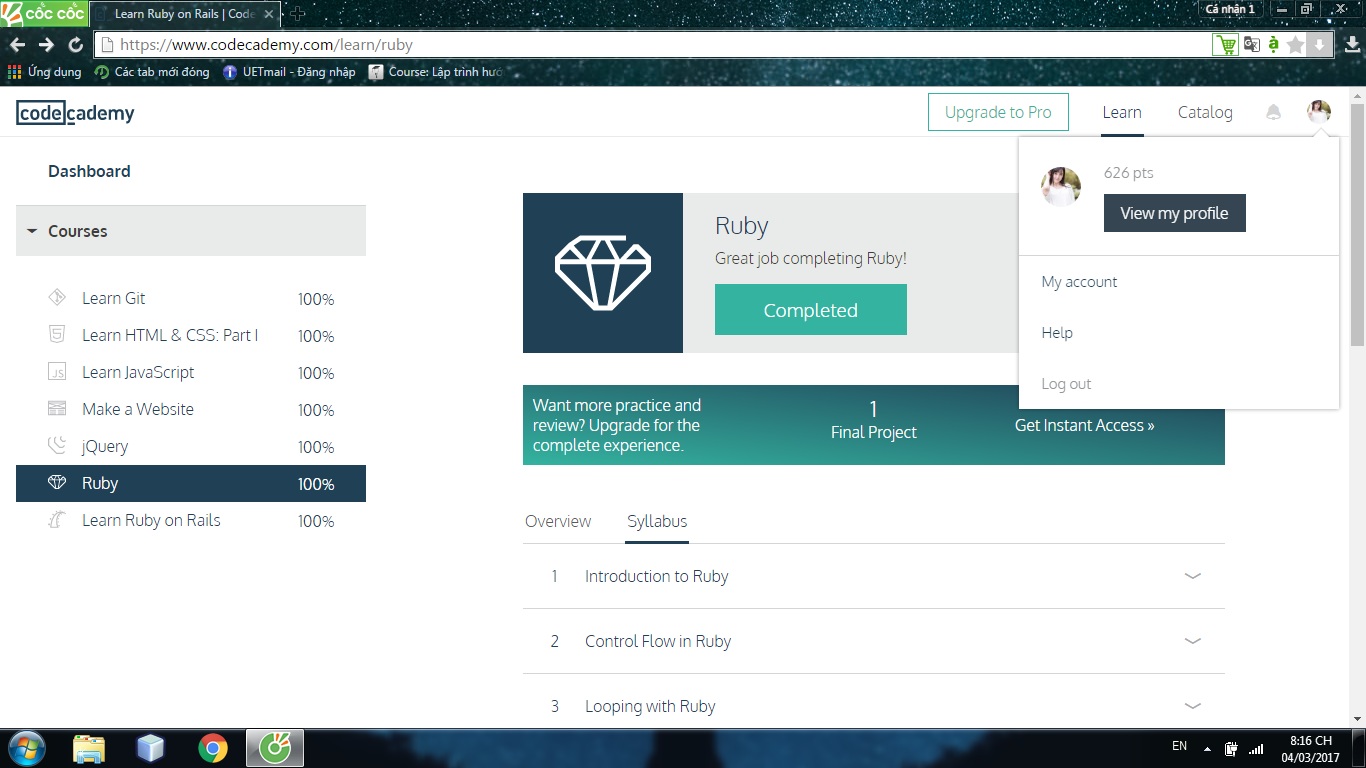 cốc cốc
Learn Ruby on Rails | Code
Cá nhân 1
https://www.codecademy.com/learn/ruby
Ứng dụng
Các tab mới đóng
UETmail - Đăng nhập
Course: Lập trình hướ
codecademy
Upgrade to Pro
Learn
Catalog
626 pts
View my profile
My account
Help
Log out
Dashboard
Courses
Learn Git 100%
Learn HTML & CSS: Part I 100%
JS
Learn JavaScript 100%
Make a Website 100%
jQuery 100%
Ruby 100%
Learn Ruby on Rails 100%
Ruby
Great job completing Ruby!
Completed
Want more practice and
review? Upgrade for the
complete experience.
1
Final Project
Get Instant Access »
Overview
Syllabus
1 Introduction to Ruby
2 Control Flow in Ruby
3 Looping with Ruby
EN
8:16 CH
04/03/2017